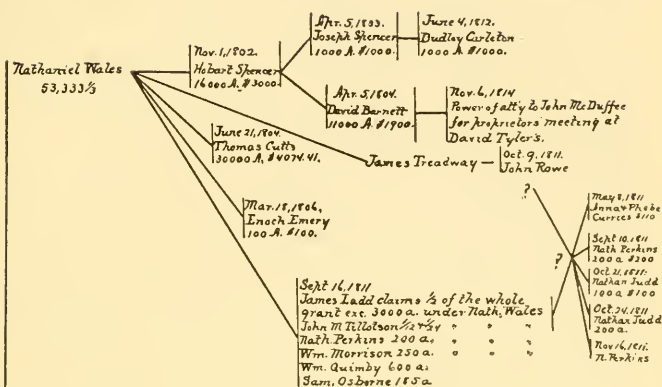 Nathaniel Wales
53,333⅓
Nov. 1, 1802.
Hobart Spencer
16000 A. $3000.
Apr. 5, 1803.
Joseph Spencer
1000 A. $1000.
June 4, 1812.
Dudley Carleton
1000 A. $1000.
Apr. 5, 1804.
David Barnett
11000 A. $1900.
Nov. 6, 1814
Power of att'y to John McDuffee
for proprietors' meeting at
David Tyler's.
June 21, 1804.
Thomas Cutts
30000 A, $4074.41.
James Treadway
Oct. 9, 1811.
John Rowe
Mar. 18, 1806,
Enoch Emery
100 A. $100.
?
?
May 8, 1811
Anna & Phebe
Curriers $110
Sept 10, 1811
Nath Perkins
200 a $200
Oct 21, 1811.
Nathan Judd
100 a $100
Oct. 24, 1811
Nathan Judd
200 a.
Nov 16, 1811.
N. Perkins
Sept 16, 1811
James Ladd claims ½ of the whole
grant exc. 3000 a. under Nath. Wales
John M Tillotson 1/12 + 1/24 " " "
Nath. Perkins 200 a. " " "
Wm. Morrison 250 a. " " "
Wm. Quimby 600 a.
Sam. Osborne 185 a